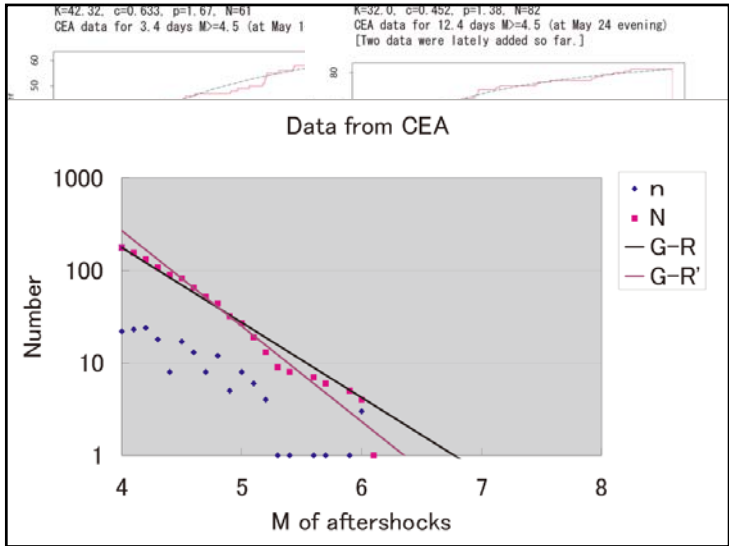 K=42.32, c=0.633, p=1.67, N=61
CEA data for 3.4 days M>=4.5 (at May 1
K=32.0, c=0.452, p=1.38, N=82
CEA data for 12.4 days M>=4.5 (at May 24 evening)
[Two data were lately added so far.]
60
50
80
Data from CEA
1000
100
10
1
Number
4
5
6
7
8
M of aftershocks
n
N
G-R
G-R'